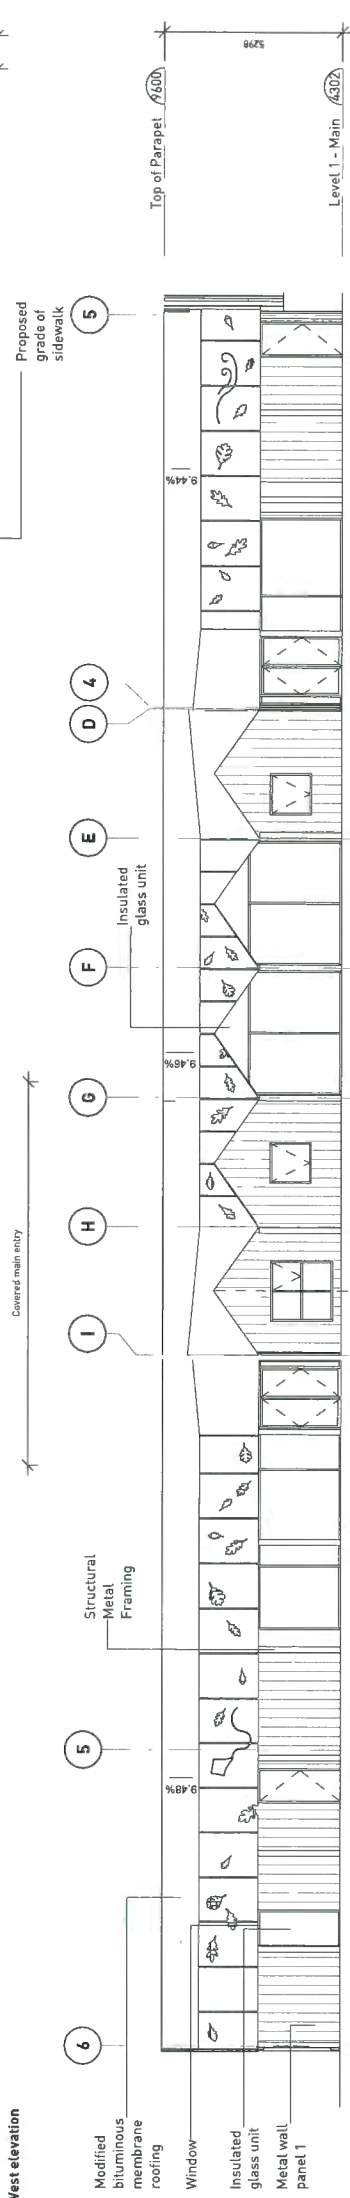 West elevation
6
5
I
H
G
F
E
D
4
5
Covered main entry
Proposed
grade of
sidewalk
Modified
bituminous
membrane
roofing
Window
Insulated
glass unit
Metal wall
panel 1
Structural
Metal
Framing
Insulated
glass unit
9.48%
9.46%
9.44%
Top of Parapet
9600
Level 1 - Main
4302
5298